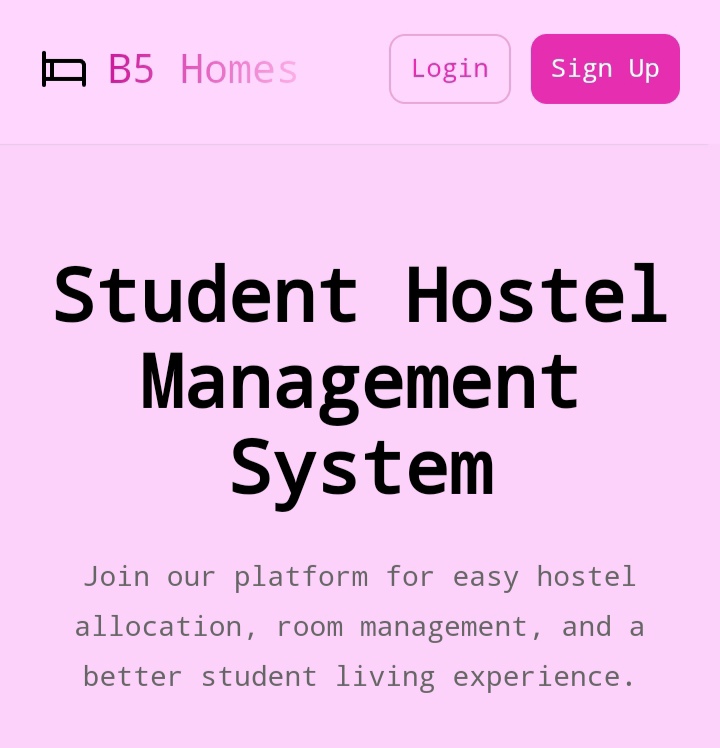 B5 Homes
Login
Sign Up
Student Hostel
Management
System
Join our platform for easy hostel
allocation, room management, and a
better student living experience.